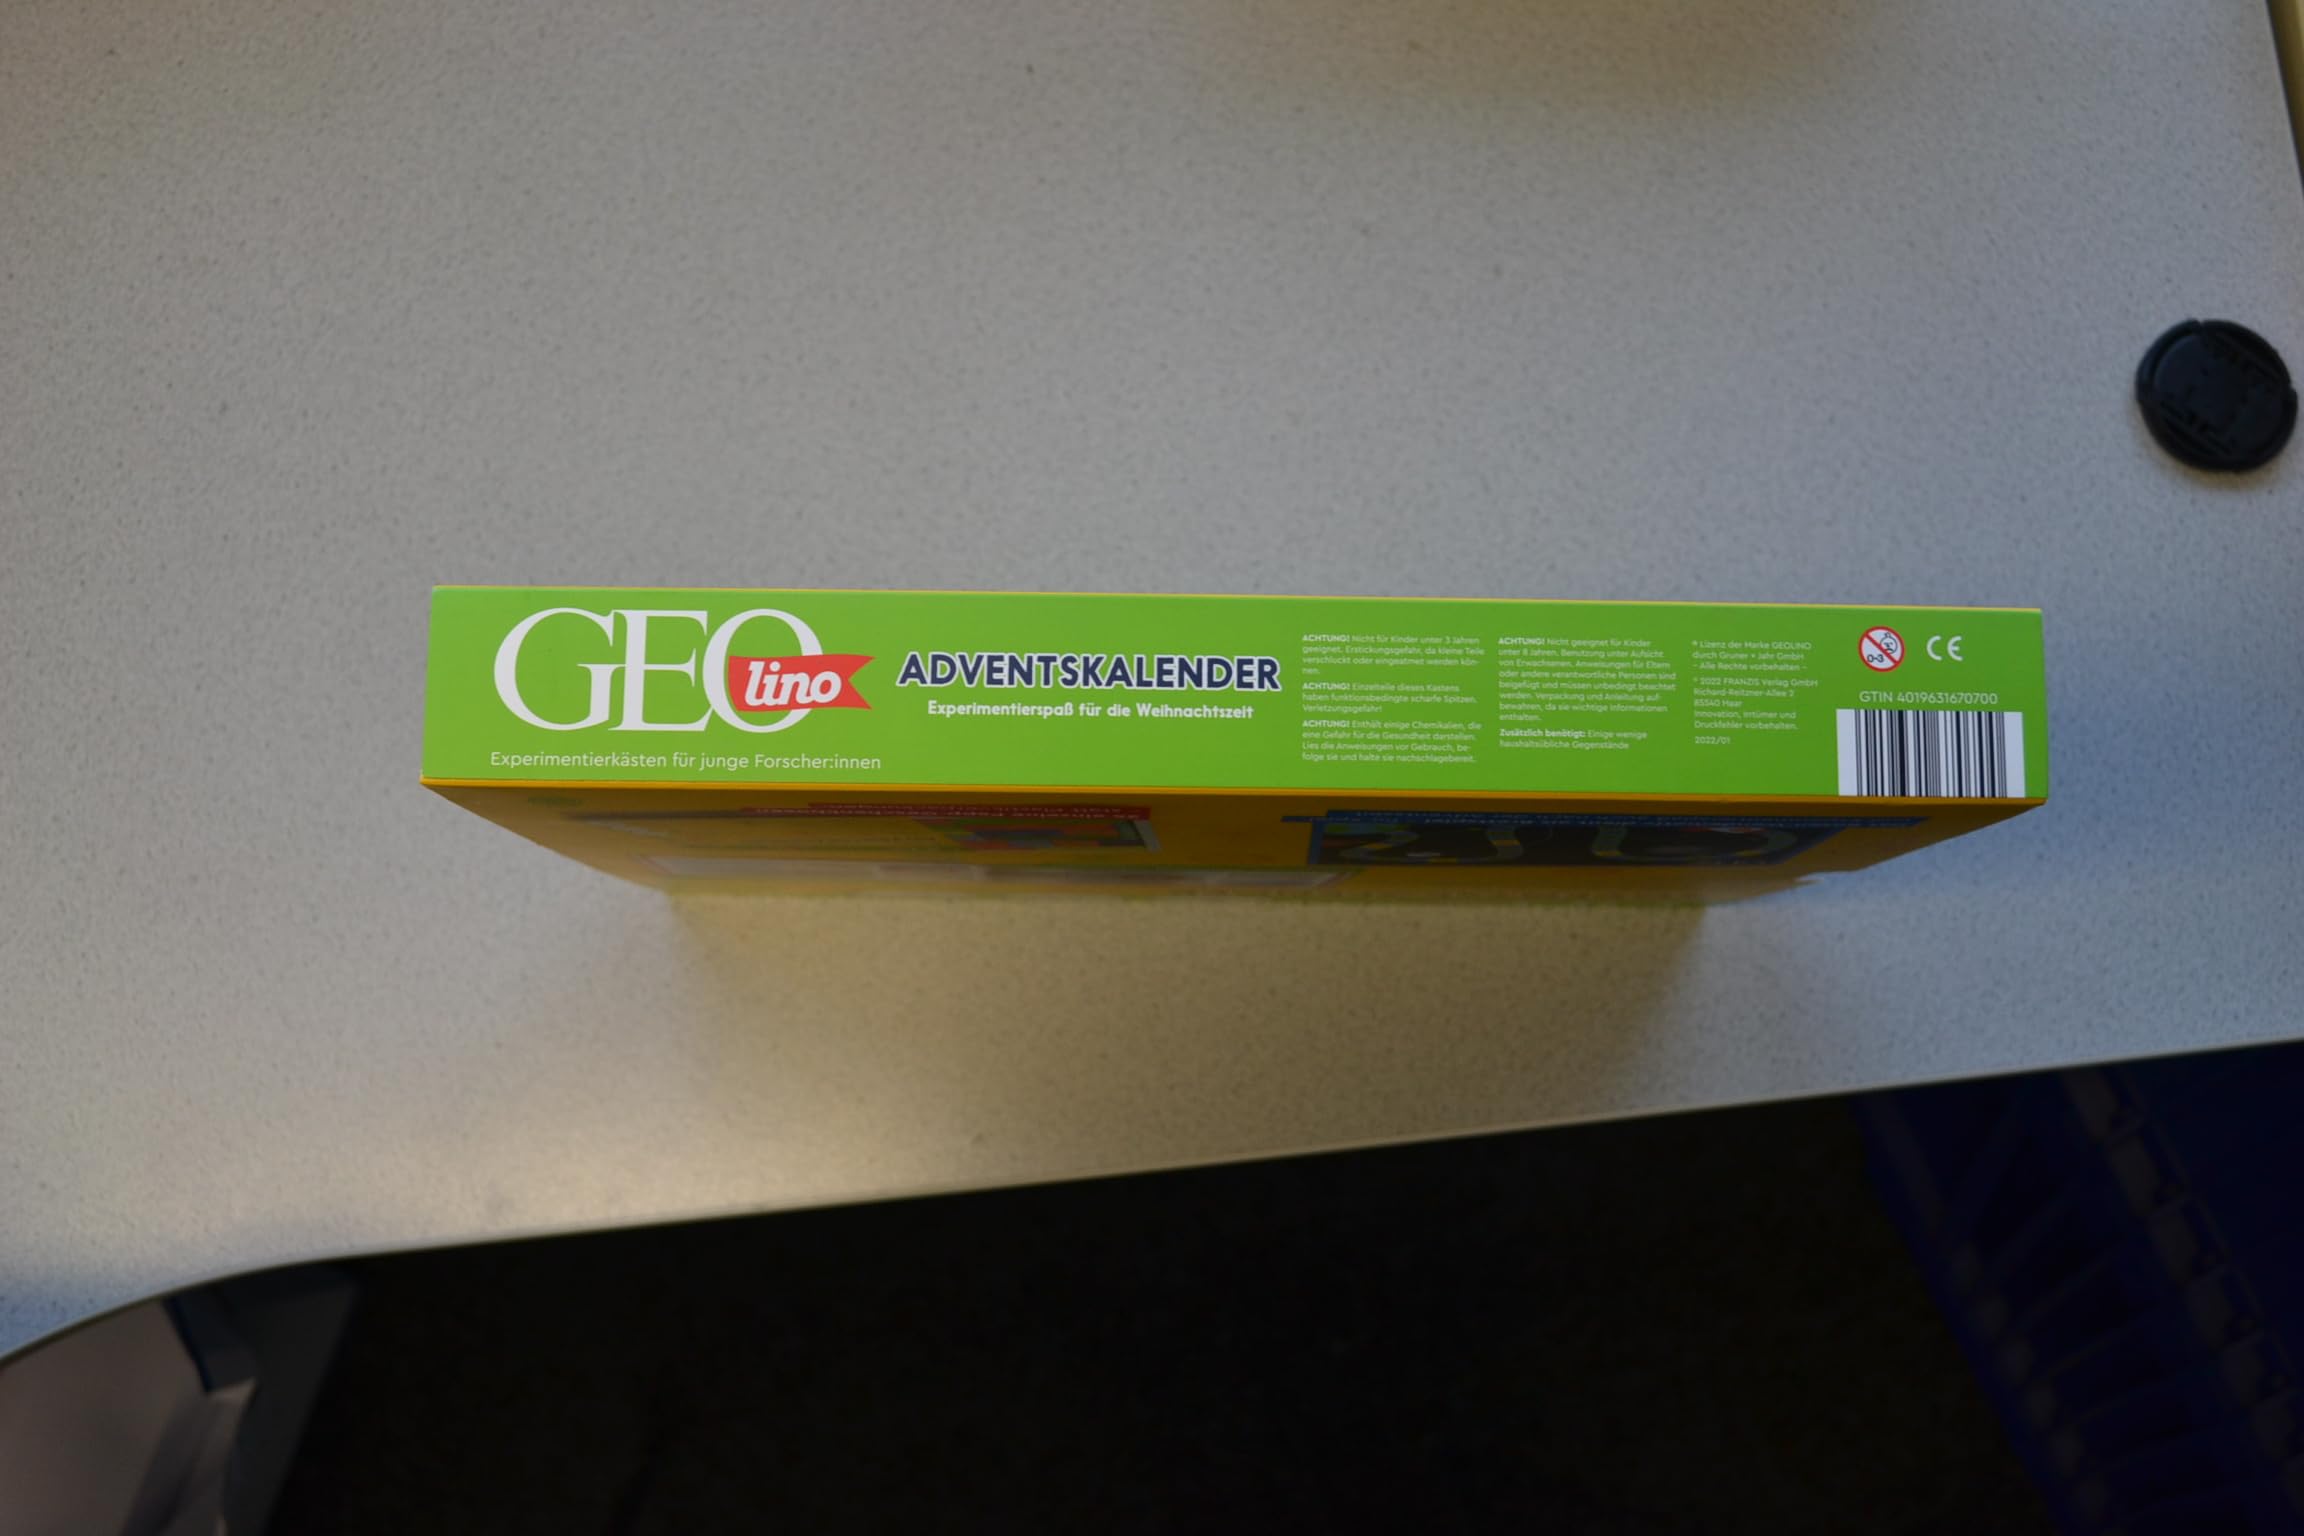 GEOlino
Experimentierkästen für junge Forscher:innen
ADVENTSKALENDER
Experimentierspaß für die Weihnachtszeit
ACHTUNG! Nicht für Kinder unter 3 Jahren
geeignet. Erstickungsgefahr, da kleine Teile
verschluckt oder eingeatmet werden kön-
nen.
ACHTUNG! Einzelteile dieses Kastens
haben funktionsbedingte scharfe Spitzen.
Verletzungsgefahr!
ACHTUNG! Enthält einige Chemikalien, die
eine Gefahr für die Gesundheit darstellen.
Lies die Anweisungen vor Gebrauch, be-
folge sie und halte sie nachschlagebereit.
ACHTUNG! Nicht geeignet für Kinder
unter 8 Jahren. Benutzung unter Aufsicht
von Erwachsenen. Anweisungen für Eltern
oder andere verantwortliche Personen sind
beigefügt und müssen unbedingt beachtet
werden. Verpackung und Anleitung auf-
bewahren, da sie wichtige Informationen
enthalten.
Zusätzlich benötigt: Einige wenige
haushaltsübliche Gegenstände
® Lizenz der Marke GEOLINO
durch Gruner + Jahr GmbH
– Alle Rechte vorbehalten –
© 2022 FRANZIS Verlag GmbH
Richard-Reitzner-Allee 2
85540 Haar
Innovation, Irrtümer und
Druckfehler vorbehalten.
2022/01
0-3
CE
GTIN 4019631670700